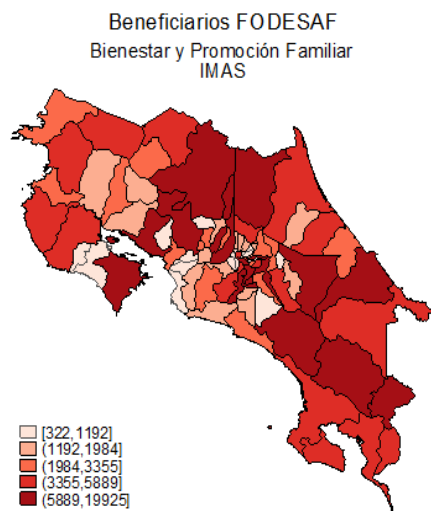 Beneficiarios FODESAF
Bienestar y Promoción Familiar
IMAS
[322,1192]
(1192,1984]
(1984,3355]
(3355,5889]
(5889,19925]